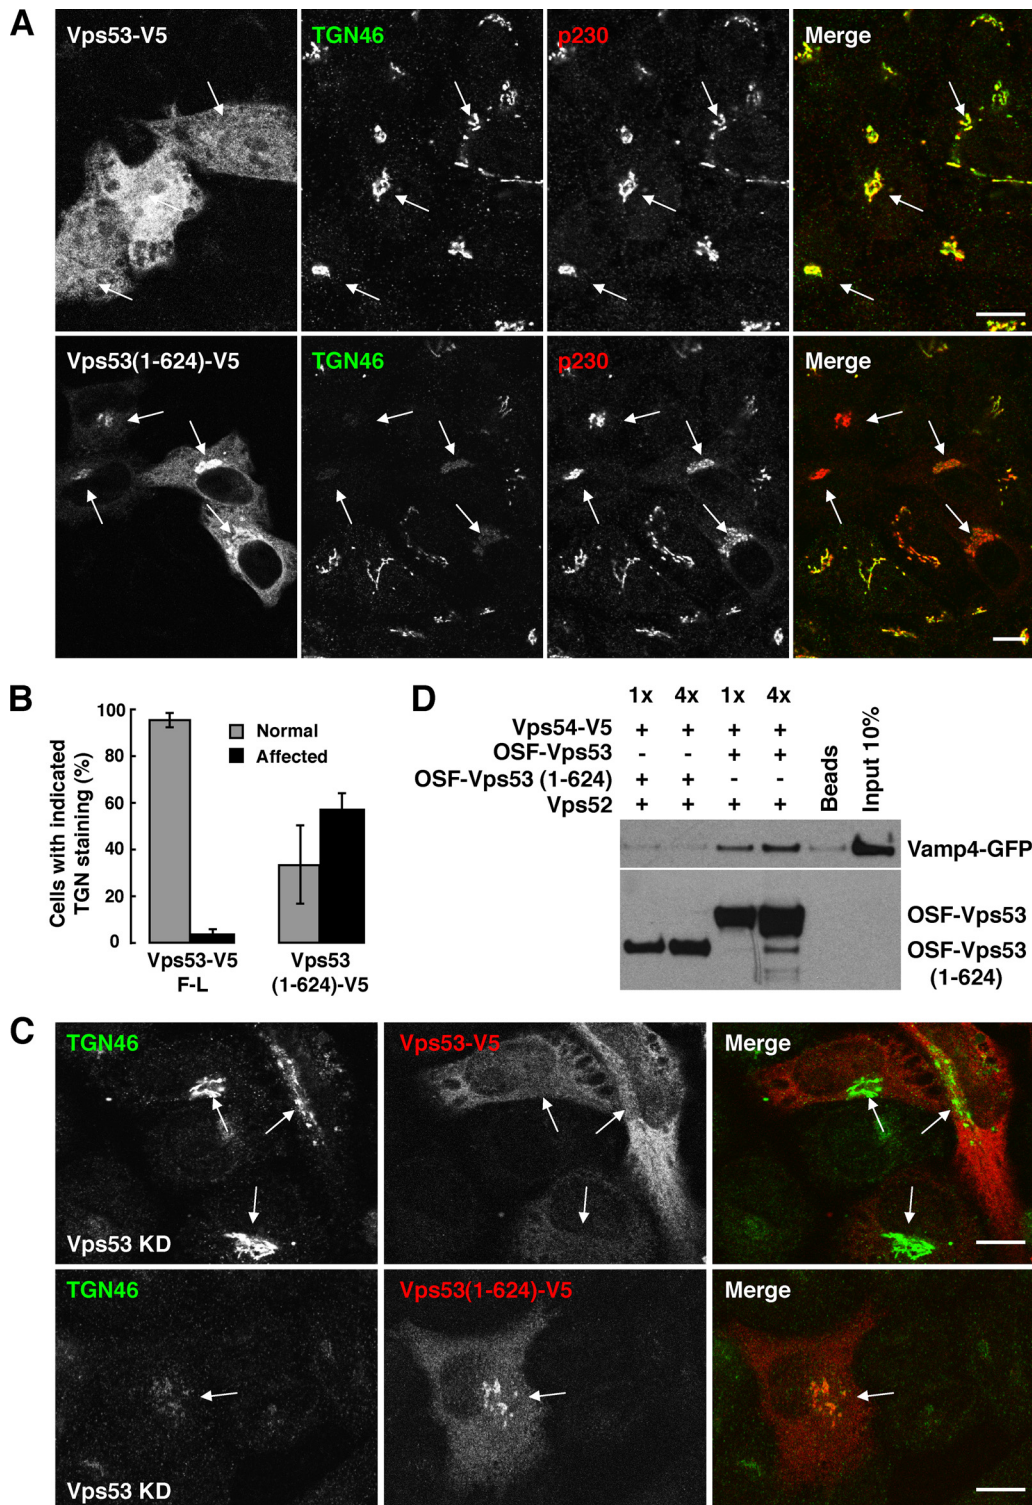 A
Vps53-V5
TGN46
p230
Merge
Vps53(1-624)-V5
TGN46
p230
Merge
B
Cells with indicated
TGN staining (%)
100
80
60
40
20
0
Normal
Affected
Vps53-V5
F-L
Vps53
(1-624)-V5
D
1x 4x 1x 4x
Vps54-V5 + + + +
OSF-Vps53 - - + +
OSF-Vps53 (1-624) + + - -
Vps52 + + + +
Beads
Input 10%
Vamp4-GFP
OSF-Vps53
OSF-Vps53
(1-624)
C
TGN46
Vps53 KD
Vps53-V5
Merge
TGN46
Vps53 KD
Vps53(1-624)-V5
Merge